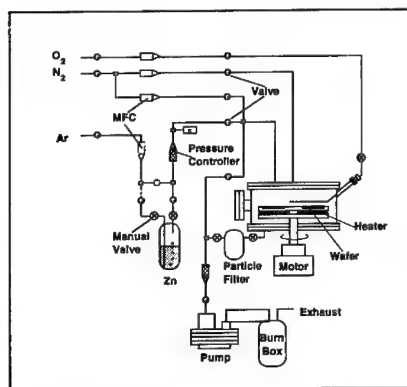 O2
N2
Valve
MFC
Ar
Pressure
Controller
Heater
Wafer
Manual
Valve
Zn
Particle
Filter
Motor
Exhaust
Burn
Box
Pump